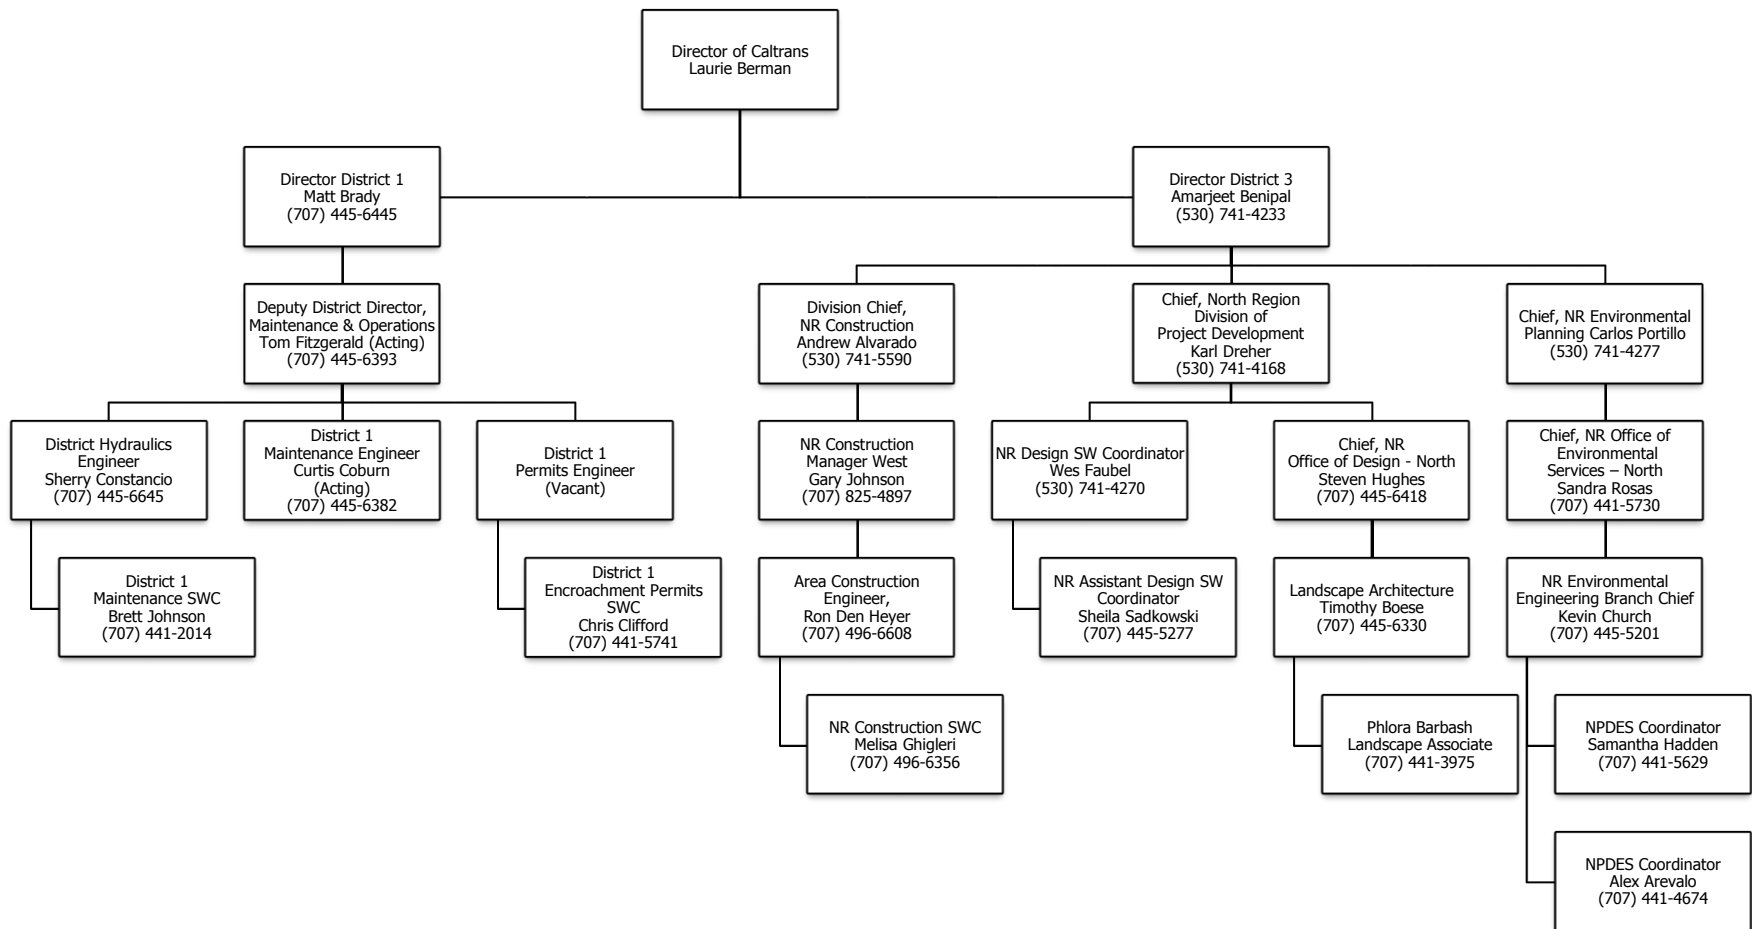 Director of Caltrans
Laurie Berman
Director District 1
Matt Brady
(707) 445-6445
Director District 3
Amarjeet Benipal
(530) 741-4233
Deputy District Director,
Maintenance & Operations
Tom Fitzgerald (Acting)
(707) 445-6393
Division Chief,
NR Construction
Andrew Alvarado
(530) 741-5590
Chief, North Region
Division of
Project Development
Karl Dreher
(530) 741-4168
Chief, NR Environmental
Planning Carlos Portillo
(530) 741-4277
District Hydraulics
Engineer
Sherry Constancio
(707) 445-6645
District 1
Maintenance Engineer
Curtis Coburn
(Acting)
(707) 445-6382
District 1
Permits Engineer
(Vacant)
NR Construction
Manager West
Gary Johnson
(707) 825-4897
NR Design SW Coordinator
Wes Faubel
(530) 741-4270
Chief, NR
Office of Design - North
Steven Hughes
(707) 445-6418
Chief, NR Office of
Environmental
Services – North
Sandra Rosas
(707) 441-5730
District 1
Maintenance SWC
Brett Johnson
(707) 441-2014
District 1
Encroachment Permits
SWC
Chris Clifford
(707) 441-5741
Area Construction
Engineer,
Ron Den Heyer
(707) 496-6608
NR Assistant Design SW
Coordinator
Sheila Sadkowski
(707) 445-5277
Landscape Architecture
Timothy Boese
(707) 445-6330
NR Environmental
Engineering Branch Chief
Kevin Church
(707) 445-5201
NR Construction SWC
Melisa Ghigleri
(707) 496-6356
Phlora Barbash
Landscape Associate
(707) 441-3975
NPDES Coordinator
Samantha Hadden
(707) 441-5629
NPDES Coordinator
Alex Arevalo
(707) 441-4674